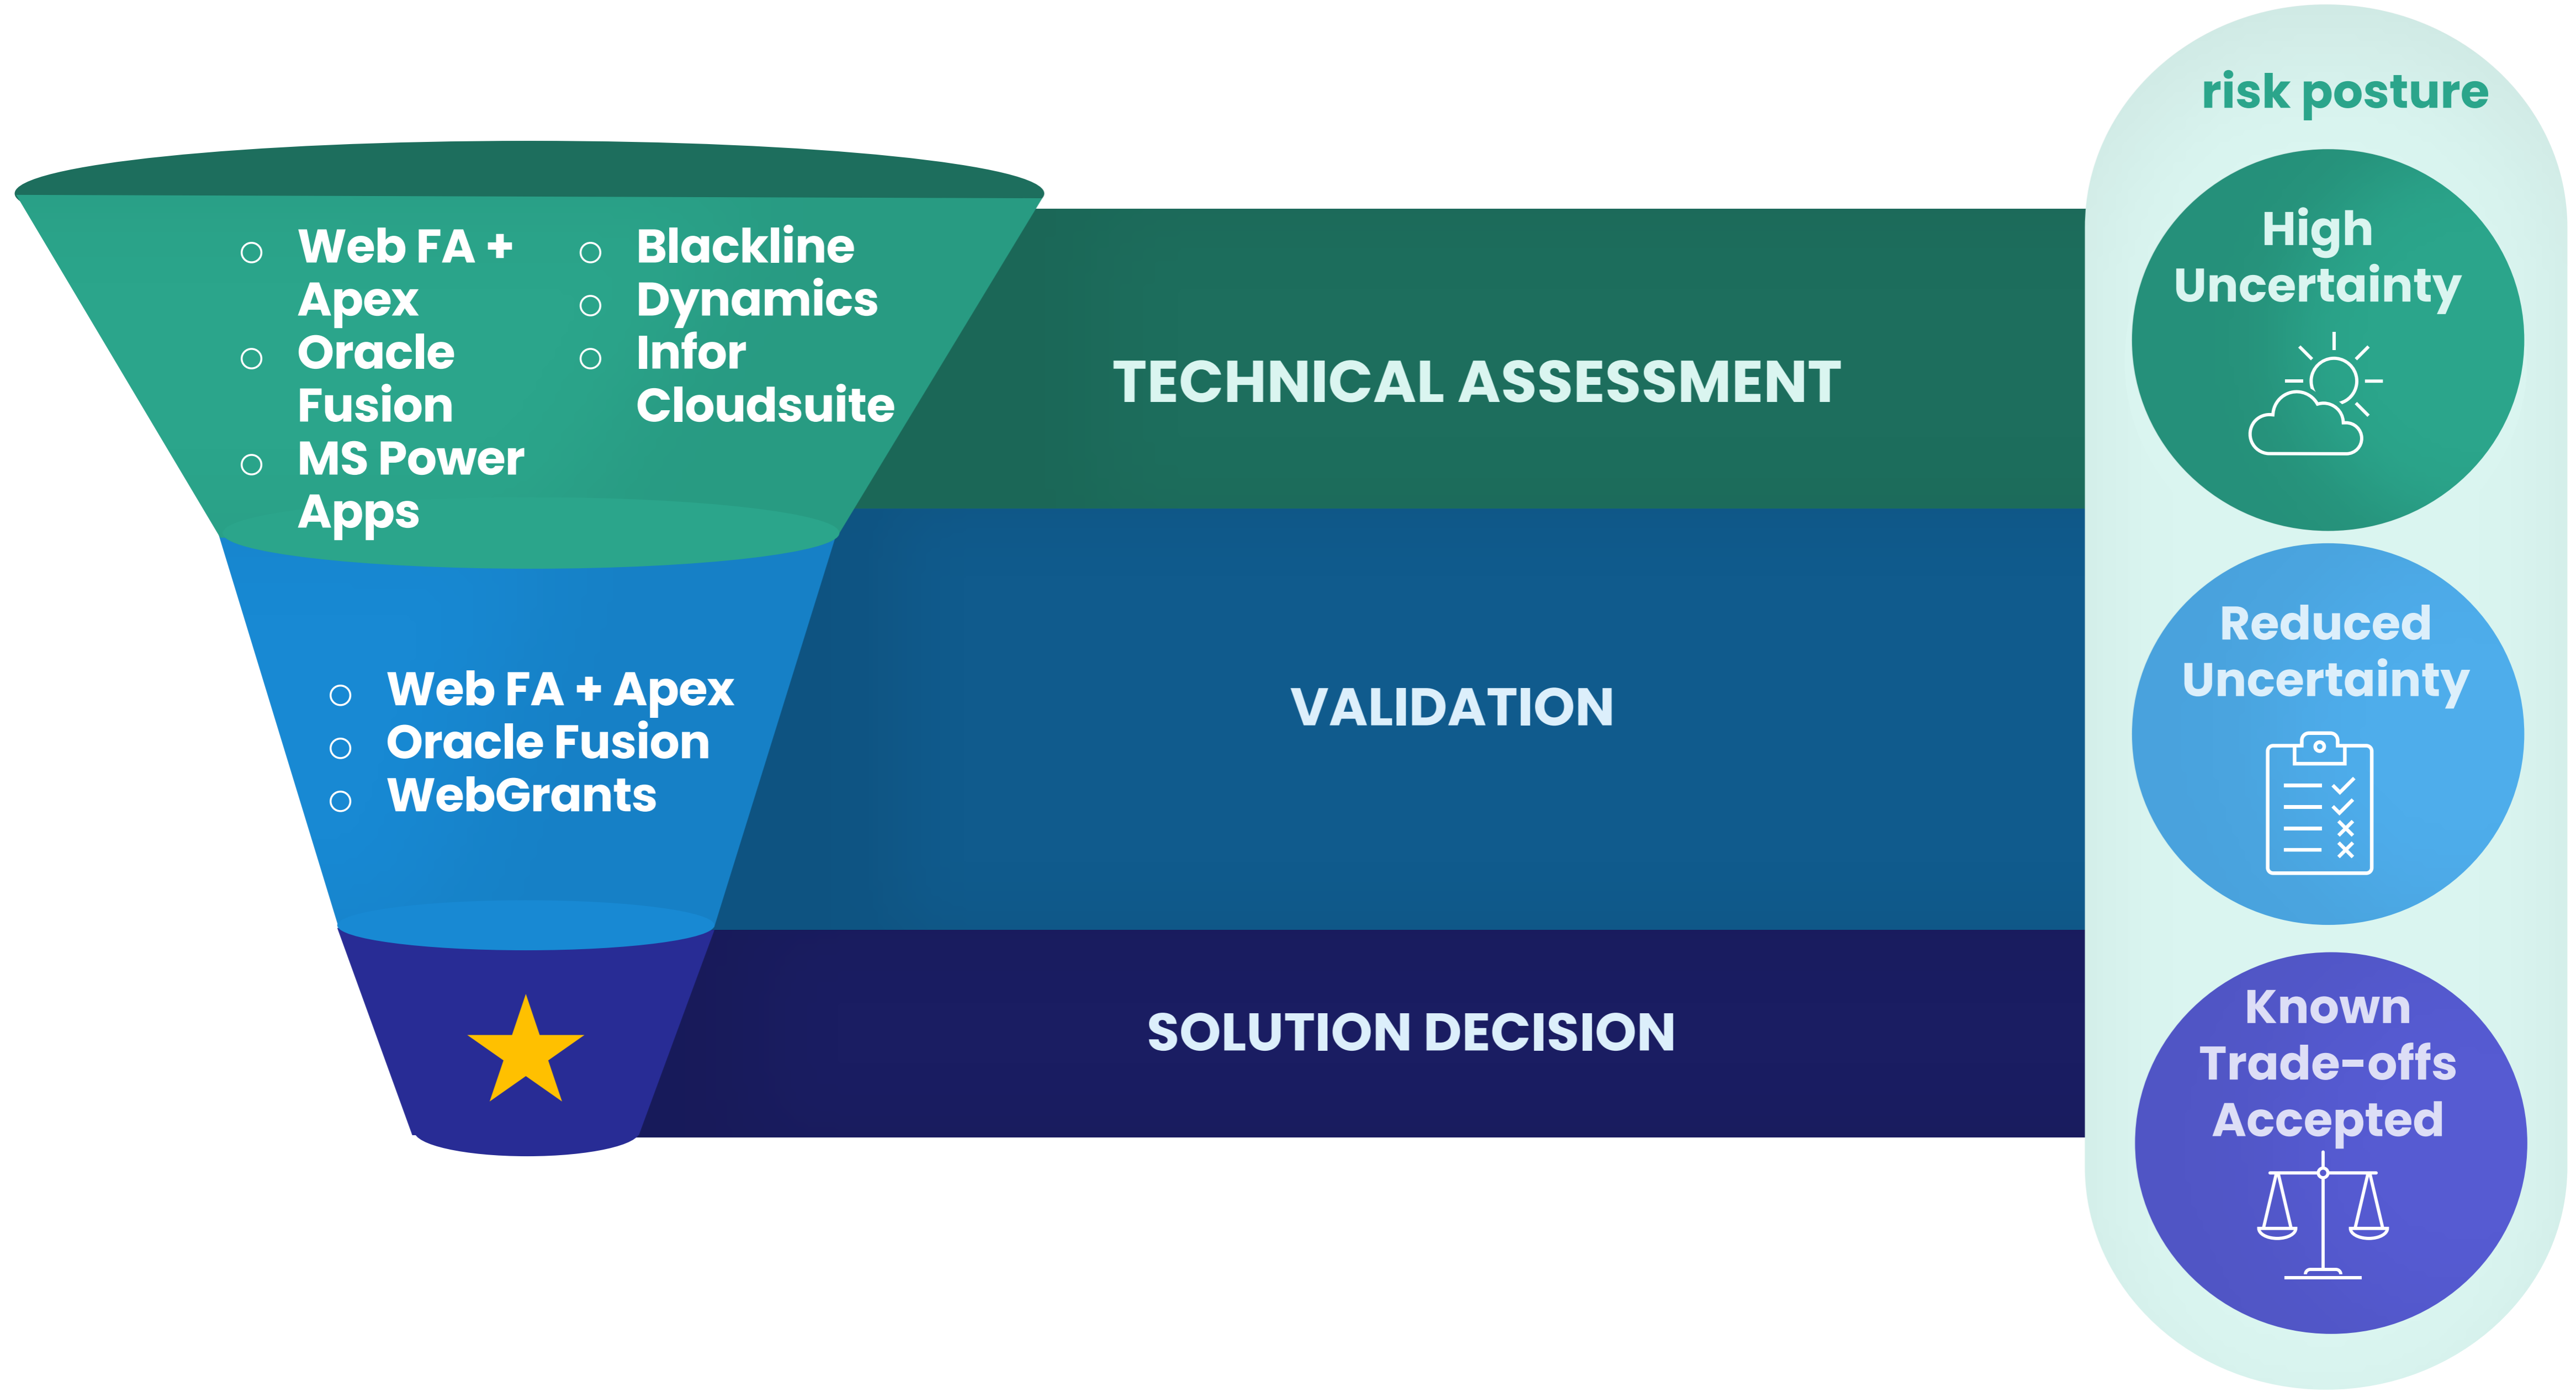 risk posture
Web FA +
Apex
Oracle
Fusion
MS Power
Apps
Blackline
Dynamics
Infor
Cloudsuite
TECHNICAL ASSESSMENT
High
Uncertainty
Web FA + Apex
Oracle Fusion
WebGrants
VALIDATION
Reduced
Uncertainty
SOLUTION DECISION
Known
Trade-offs
Accepted